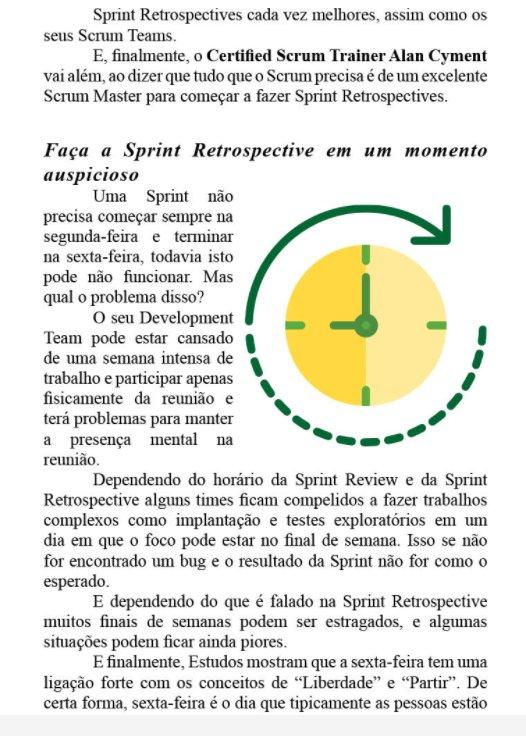 Sprint Retrospectives cada vez melhores, assim como os
seus Scrum Teams.
E, finalmente, o Certified Scrum Trainer Alan Cyment
vai além, ao dizer que tudo que o Scrum precisa é de um excelente
Scrum Master para começar a fazer Sprint Retrospectives.
Faça a Sprint Retrospective em um momento
auspicioso
Uma Sprint não
precisa começar sempre na
segunda-feira e terminar
na sexta-feira, todavia isto
pode não funcionar. Mas
qual o problema disso?
O seu Development
Team pode estar cansado
de uma semana intensa de
trabalho e participar apenas
fisicamente da reunião e
terá problemas para manter
a presença mental na
reunião.
Dependendo do horário da Sprint Review e da Sprint
Retrospective alguns times ficam compelidos a fazer trabalhos
complexos como implantação e testes exploratórios em um
dia em que o foco pode estar no final de semana. Isso se não
for encontrado um bug e o resultado da Sprint não for como o
esperado.
E dependendo do que é falado na Sprint Retrospective
muitos finais de semanas podem ser estragados, e algumas
situações podem ficar ainda piores.
E finalmente, Estudos mostram que a sexta-feira tem uma
ligação forte com os conceitos de “Liberdade” e “Partir”. De
certa forma, sexta-feira é o dia que tipicamente as pessoas estão